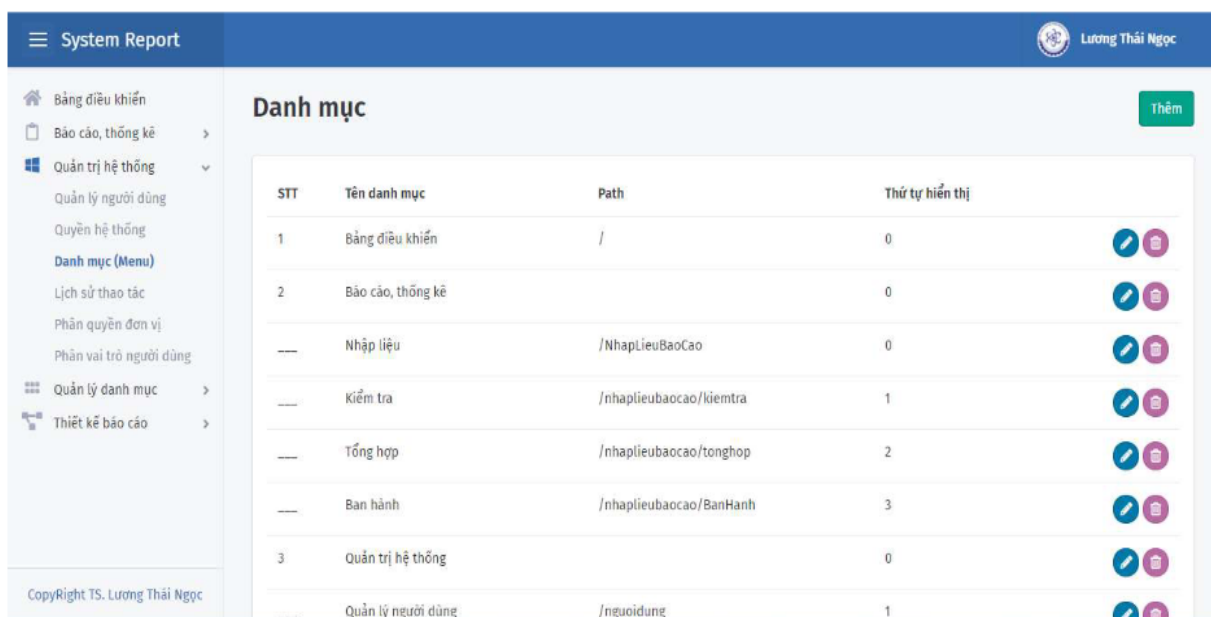 System Report
Lương Thái Ngọc
Bảng điều khiển
Báo cáo, thống kê
Quản trị hệ thống
Quản lý người dùng
Quyền hệ thống
Danh mục (Menu)
Lịch sử thao tác
Phân quyền đơn vị
Phân vai trò người dùng
Quản lý danh mục
Thiết kế báo cáo
CopyRight TS. Lương Thái Ngọc
Danh mục
Thêm
STT Tên danh mục Path Thứ tự hiển thị
1 Bảng điều khiển / 0
2 Báo cáo, thống kê 0
___ Nhập liệu /NhapLieuBaoCao 0
___ Kiểm tra /nhaplieubaocao/kiemtra 1
___ Tổng hợp /nhaplieubaocao/tonghop 2
___ Ban hành /nhaplieubaocao/BanHanh 3
3 Quản trị hệ thống 0
Quản lý người dùng /nguoidung 1